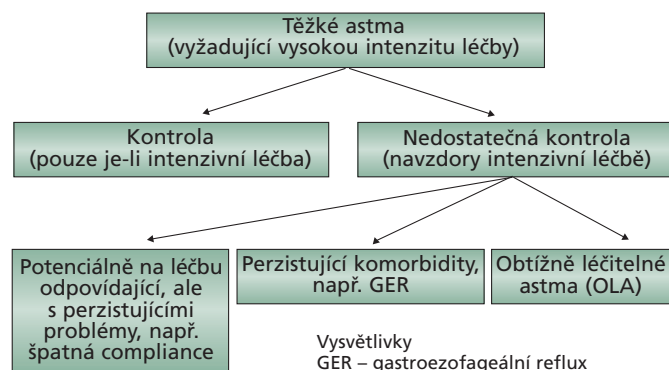 Těžké astma
(vyžadující vysokou intenzitu léčby)
Kontrola
(pouze je-li intenzivní léčba)
Nedostatečná kontrola
(navzdory intenzivní léčbě)
Potenciálně na léčbu
odpovídající, ale
s perzistujícími
problémy, např.
špatná compliance
Perzistující komorbidity,
např. GER
Obtížně léčitelné
astma (OLA)
Vysvětlivky
GER – gastroezofageální reflux